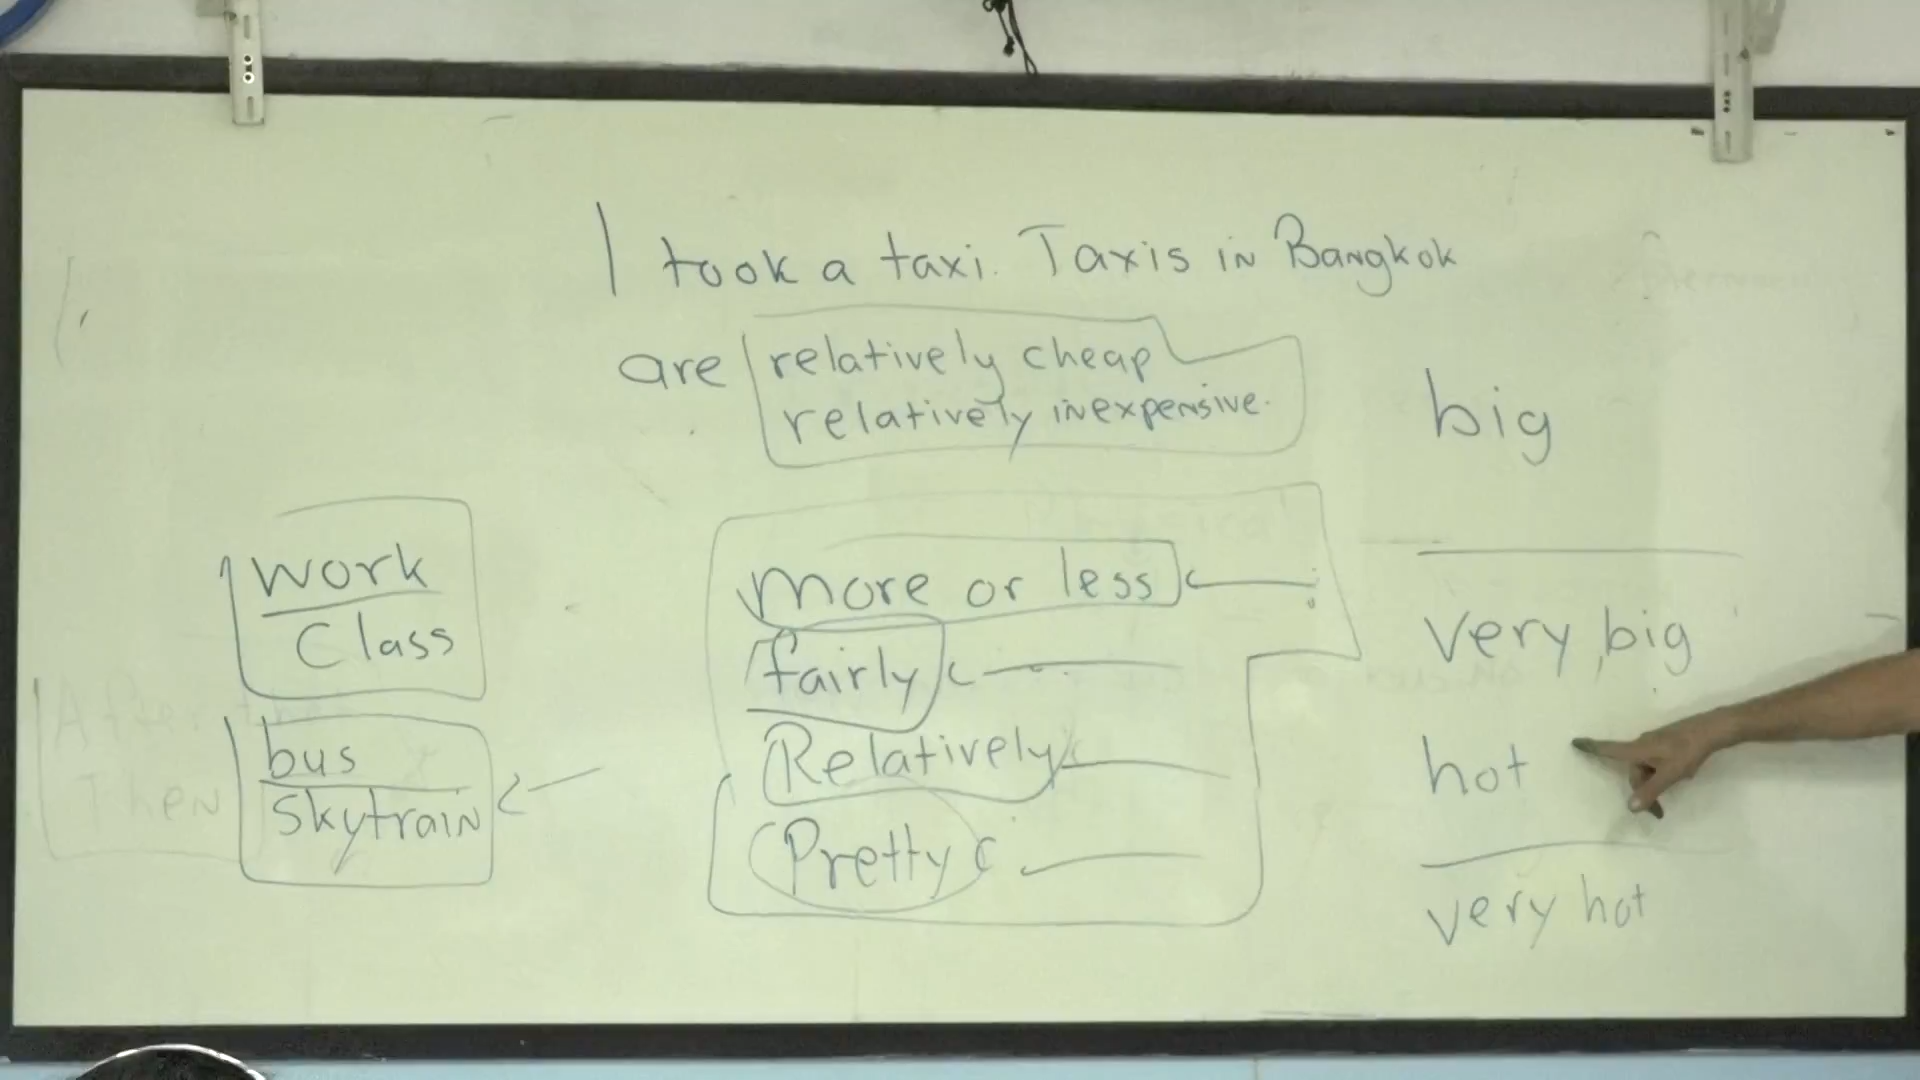 I took a taxi. Taxis in Bangkok
are relatively cheap
relatively inexpensive.
work
Class
bus
Skytrain
more or less
fairly
Relatively
Pretty
big
very big
hot
very hot
After
Then